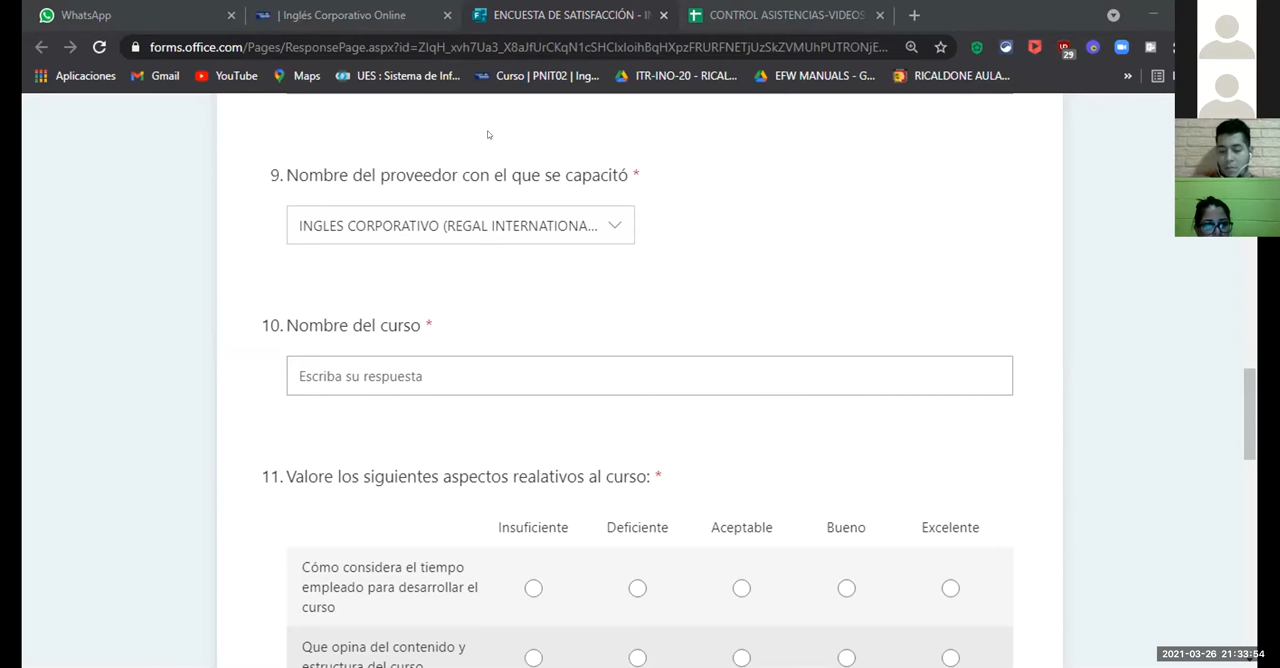 WhatsApp
| Inglés Corporativo Online
ENCUESTA DE SATISFACCIÓN - I
CONTROL ASISTENCIAS-VIDEOS
forms.office.com/Pages/ResponsePage.aspx?id=
29
Aplicaciones
Gmail
YouTube
Maps
UES : Sistema de Inf...
Curso | PNIT02 | Ing...
ITR-INO-20 - RICAL...
EFW MANUALS - G...
RICALDONE AULA...
»
9. Nombre del proveedor con el que se capacitó *
INGLES CORPORATIVO (REGAL INTERNATIONA...
10. Nombre del curso *
Escriba su respuesta
11. Valore los siguientes aspectos realativos al curso: *
Insuficiente Deficiente Aceptable Bueno Excelente
Cómo considera el tiempo
empleado para desarrollar el
curso
Que opina del contenido y
estructura del curso
2021-03-26 21:33:54